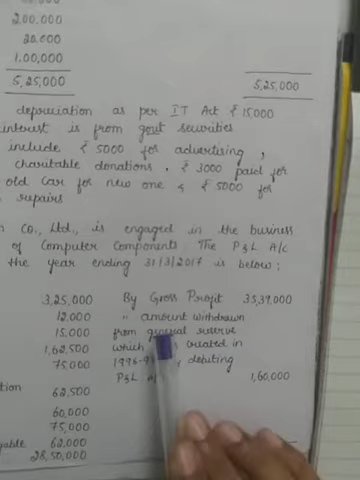 2,00,000
20,000
1,00,000
5,25,000 5,25,000
depreciation as per IT Act ₹ 15,000
interest is from govt securities
include ₹ 5000 for advertising,
charitable donations, ₹ 3000 paid for
old car for new one & ₹ 5000 for
repairs
Co., Ltd., is engaged in the business
of Computer Components. The P&L A/c
the year ending 31/3/2017 is below:
3,25,000 By Gross Profit 35,39,000
12,000 " amount withdrawn
15,000 from general reserve
1,62,500 which created in
75,000 debiting
62,500 P&L 1,60,000
60,000
75,000
62,000
28,50,000